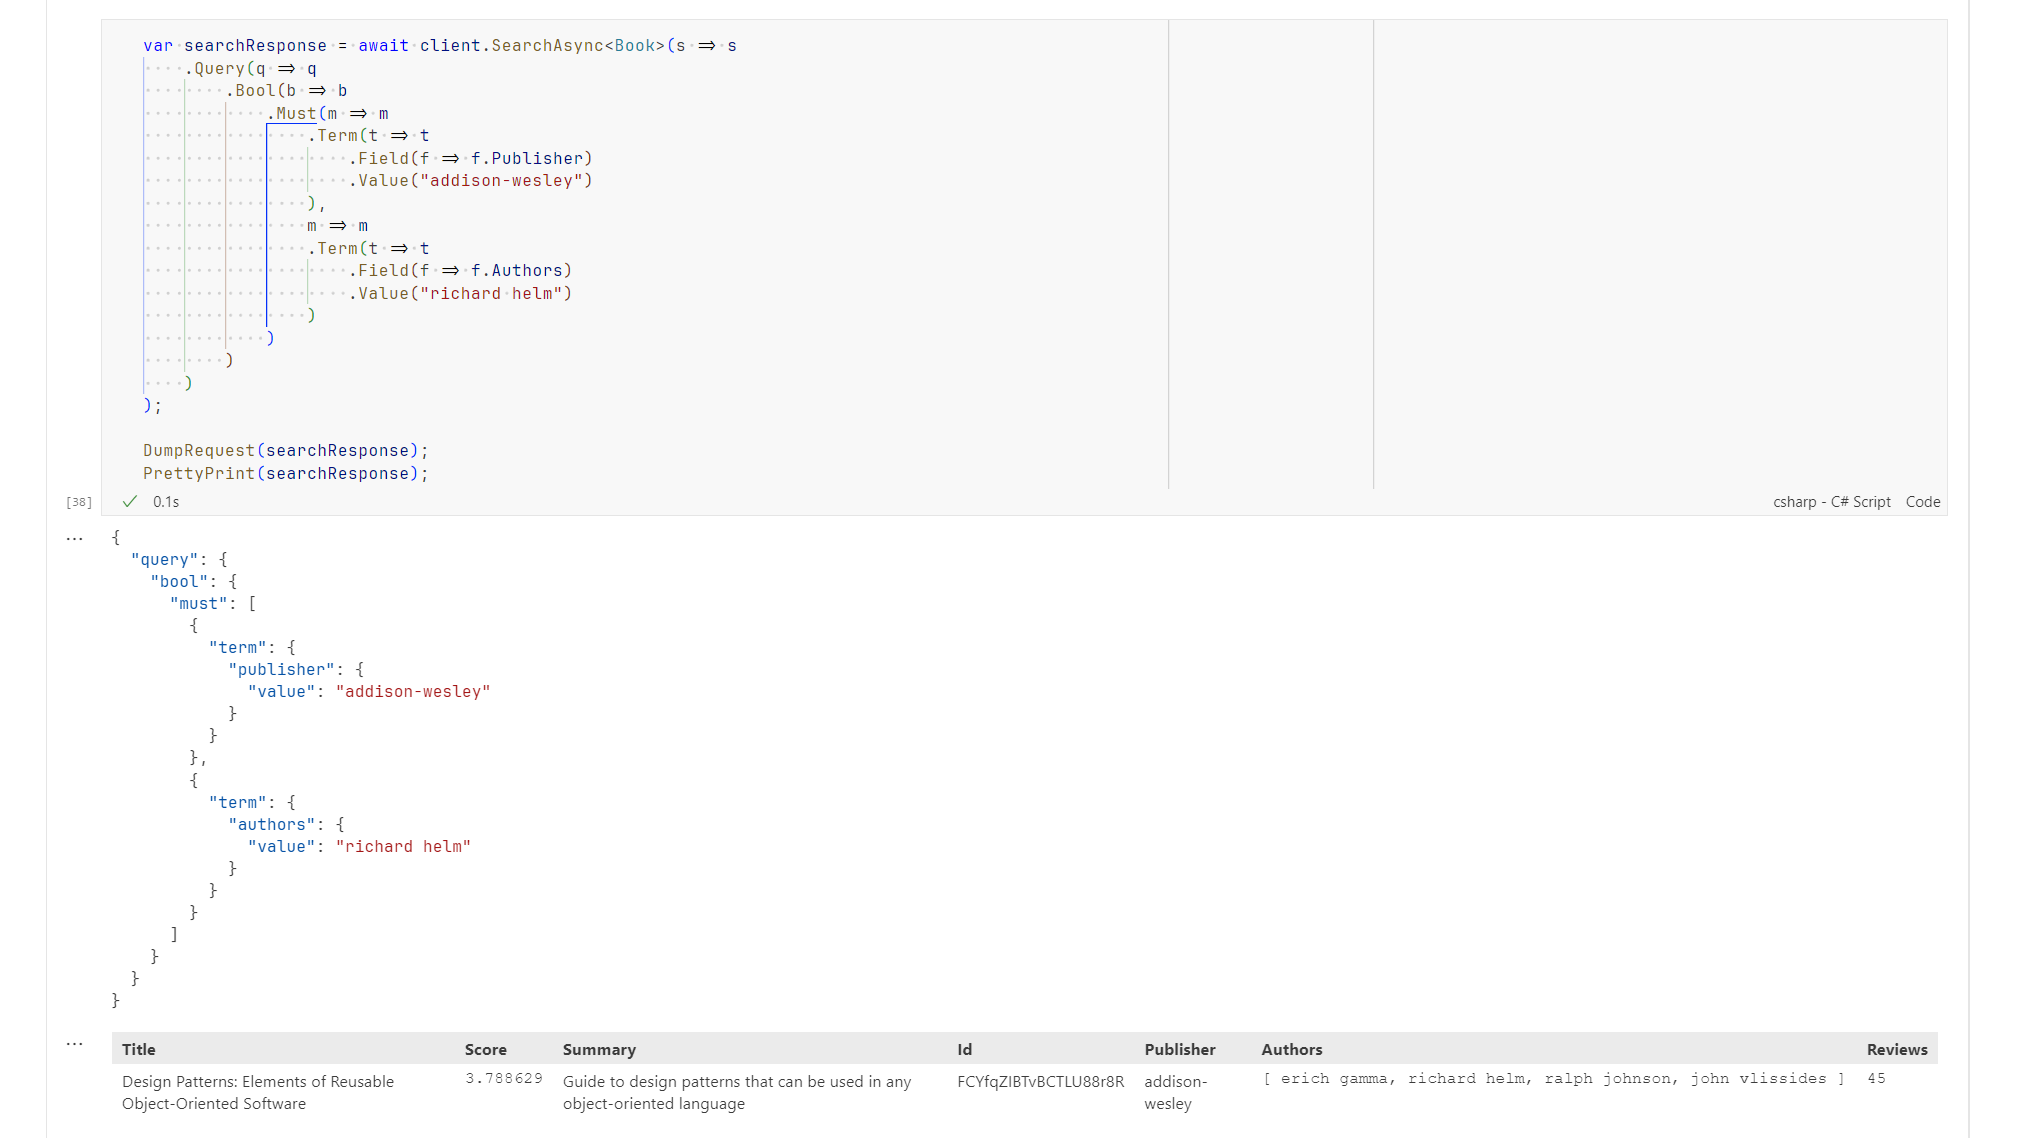 var searchResponse = await client.SearchAsync<Book>(s => s
    .Query(q => q
        .Bool(b => b
            .Must(m => m
                .Term(t => t
                    .Field(f => f.Publisher)
                    .Value("addison-wesley")
                ),
                m => m
                .Term(t => t
                    .Field(f => f.Authors)
                    .Value("richard helm")
                )
            )
        )
    )
);

DumpRequest(searchResponse);
PrettyPrint(searchResponse);
[38] ✓ 0.1s csharp - C# Script Code
...
{
  "query": {
    "bool": {
      "must": [
        {
          "term": {
            "publisher": {
              "value": "addison-wesley"
            }
          }
        },
        {
          "term": {
            "authors": {
              "value": "richard helm"
            }
          }
        }
      ]
    }
  }
}
...
Title Score Summary Id Publisher Authors Reviews
Design Patterns: Elements of Reusable 3.788629 Guide to design patterns that can be used in any FCYfqZIBTvBCTLU88r8R addison- [ erich gamma, richard helm, ralph johnson, john vlissides ] 45
Object-Oriented Software object-oriented language wesley